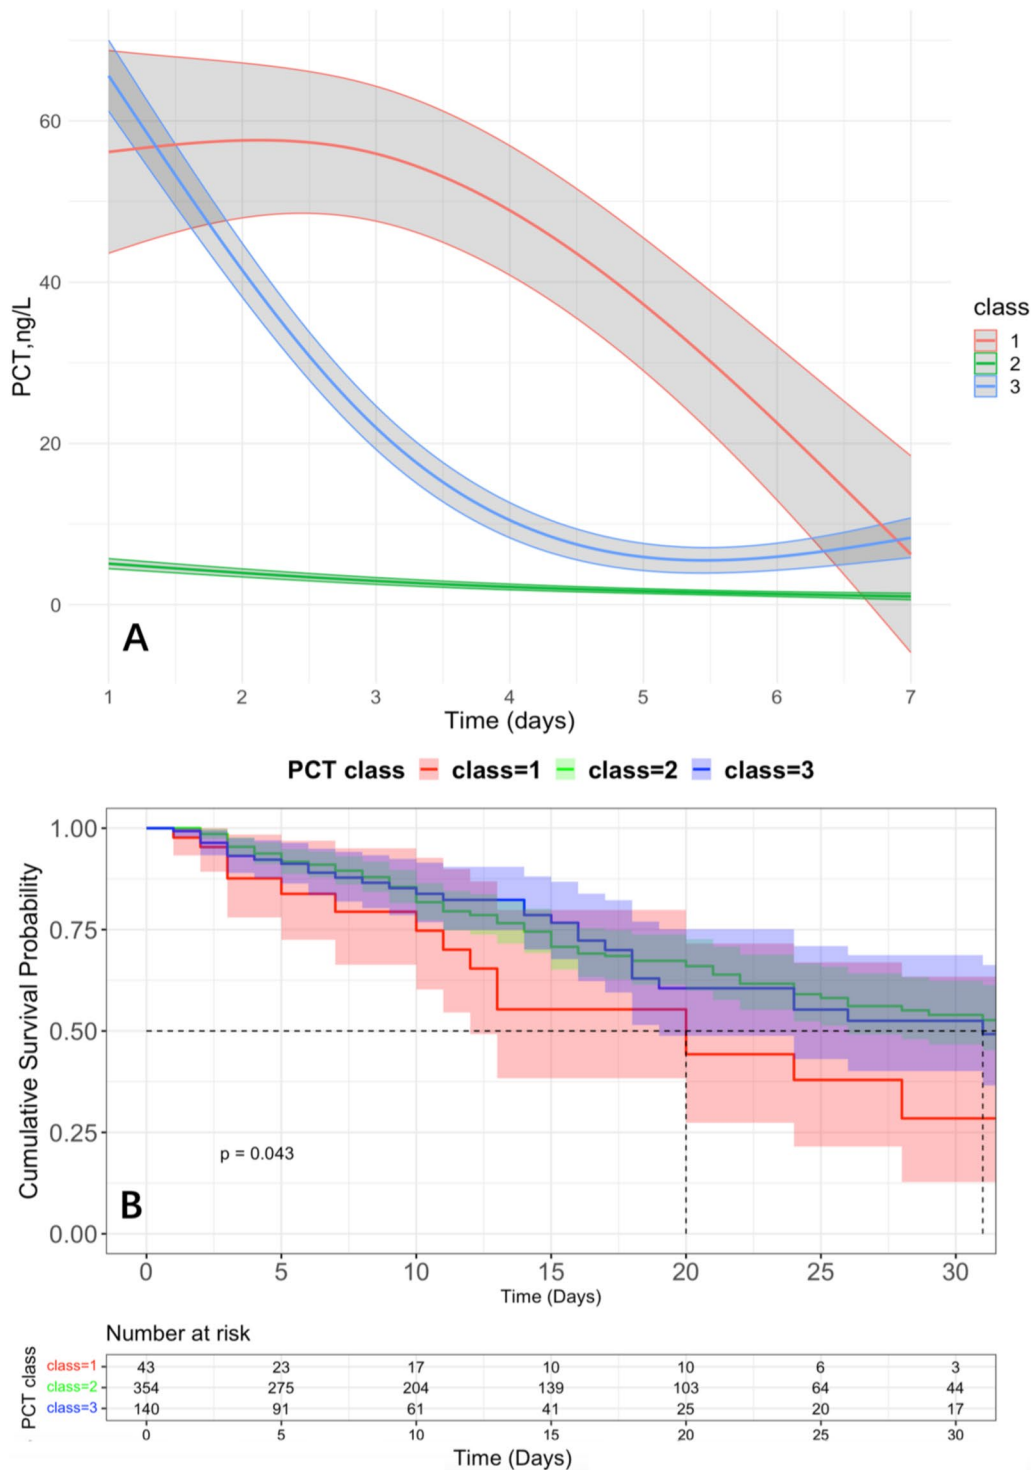 60
40
20
0
PCT,ng/L
A
1 2 3 4 5 6 7
Time (days)
class
1
2
3
PCT class class=1 class=2 class=3
1.00
0.75
0.50
0.25
0.00
Cumulative Survival Probability
p = 0.043
B
0 5 10 15 20 25 30
Time (Days)
Number at risk
PCT class
class=1 43 23 17 10 10 6 3
class=2 354 275 204 139 103 64 44
class=3 140 91 61 41 25 20 17
0 5 10 15 20 25 30
Time (Days)